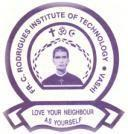 FR. C. RODRIGUES INSTITUTE OF TECHNOLOGY • VASHI
LOVE YOUR NEIGHBOUR
AS YOURSELF